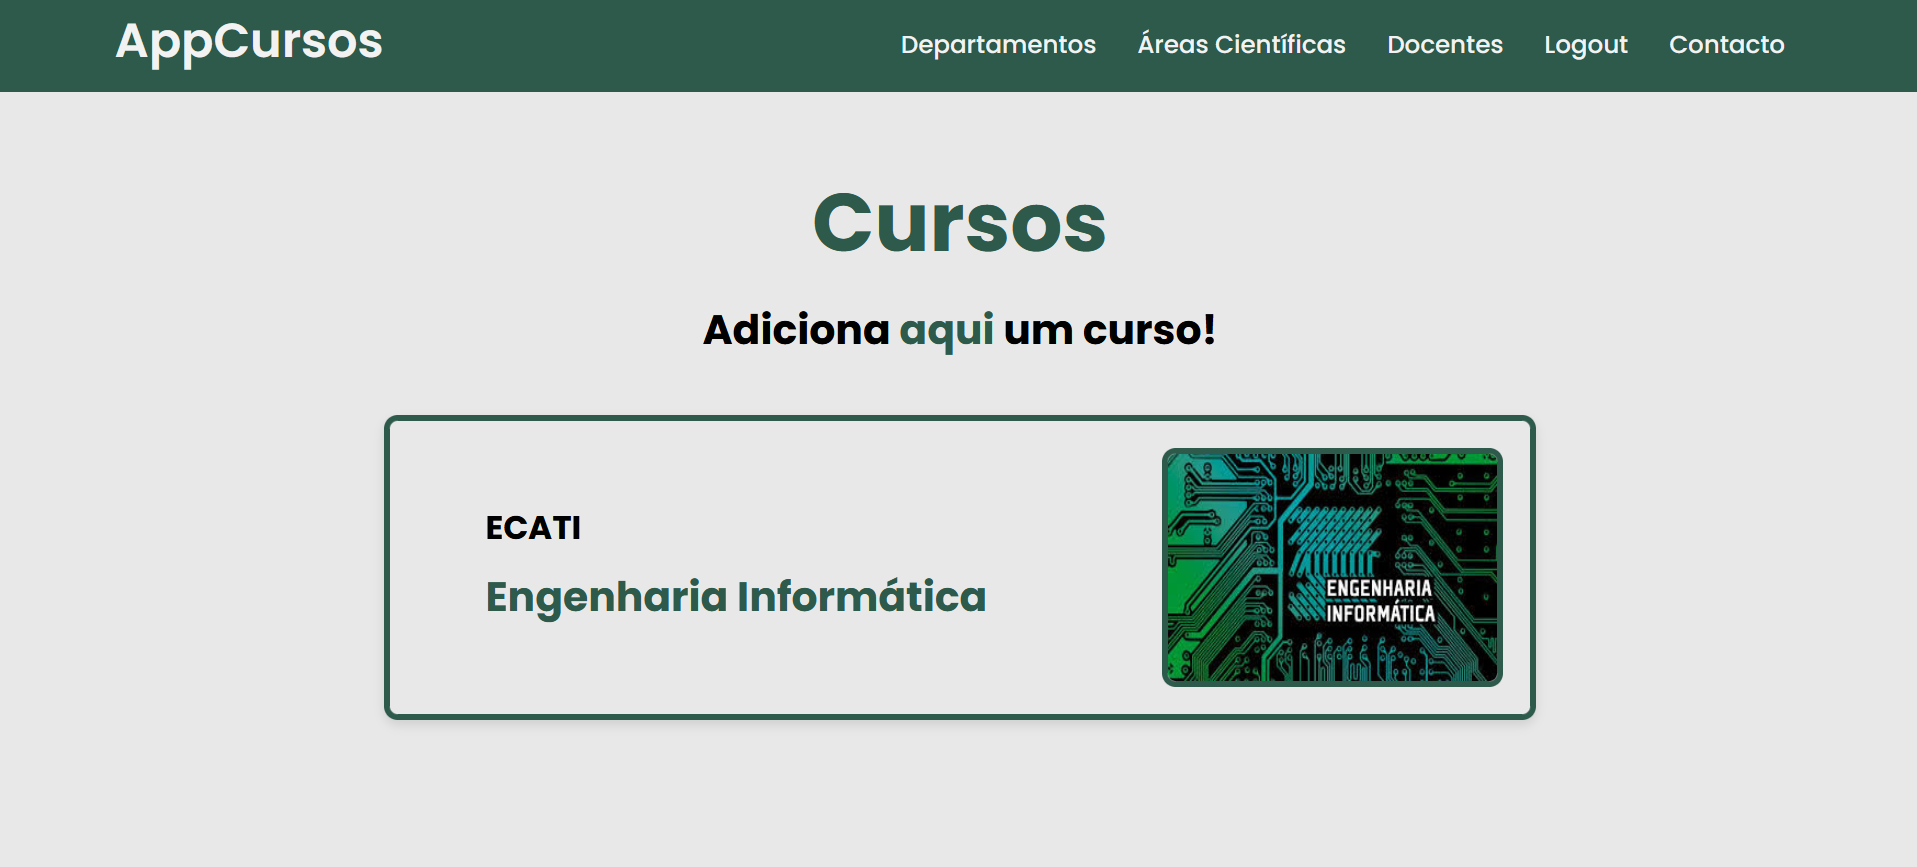 AppCursos
Departamentos Áreas Científicas Docentes Logout Contacto
Cursos
Adiciona aqui um curso!
ECATI
Engenharia Informática
ENGENHARIA
INFORMÁTICA